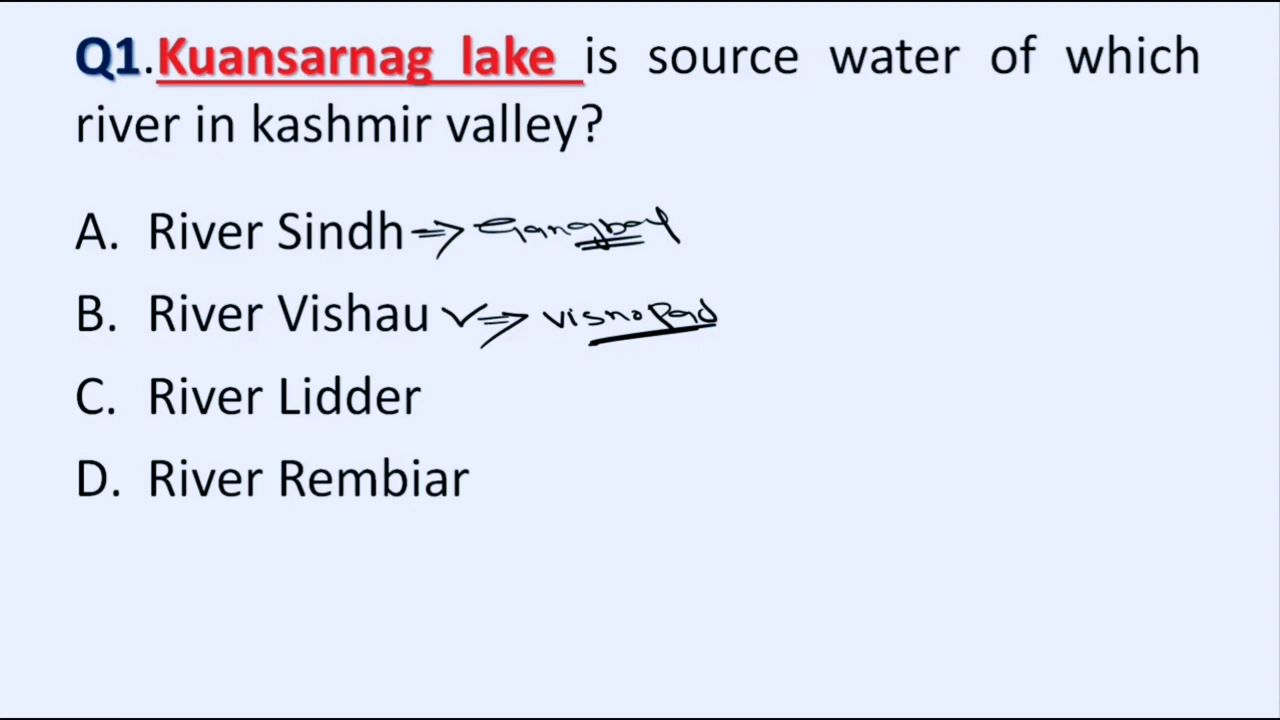 Q1.Kuansarnag lake is source water of which
river in kashmir valley?
A. River Sindh => Gangbal
B. River Vishau ✓=> visnopad
C. River Lidder
D. River Rembiar